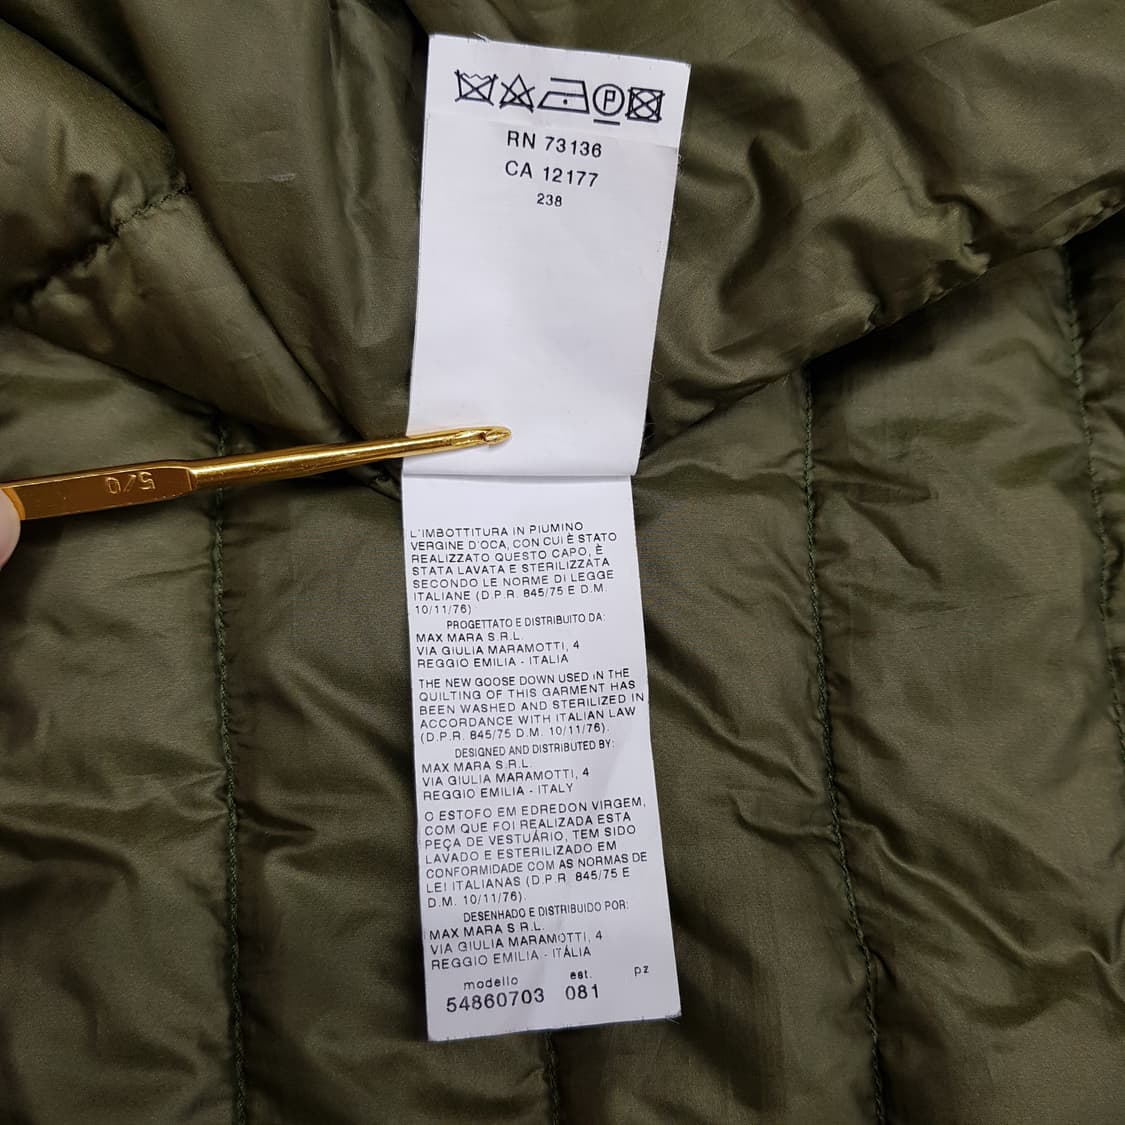 P
RN 73136
CA 12177
238
5/0
L'IMBOTTITURA IN PIUMINO
VERGINE D'OCA, CON CUI È STATO
REALIZZATO QUESTO CAPO, È
STATA LAVATA E STERILIZZATA
SECONDO LE NORME DI LEGGE
ITALIANE (D.P.R. 845/75 E D.M.
10/11/76)
PROGETTATO E DISTRIBUITO DA:
MAX MARA S.R.L.
VIA GIULIA MARAMOTTI, 4
REGGIO EMILIA - ITALIA
THE NEW GOOSE DOWN USED IN THE
QUILTING OF THIS GARMENT HAS
BEEN WASHED AND STERILIZED IN
ACCORDANCE WITH ITALIAN LAW
(D.P.R. 845/75 D.M. 10/11/76).
DESIGNED AND DISTRIBUTED BY:
MAX MARA S.R.L.
VIA GIULIA MARAMOTTI, 4
REGGIO EMILIA - ITALY
O ESTOFO EM EDREDON VIRGEM,
COM QUE FOI REALIZADA ESTA
PEÇA DE VESTUÁRIO, TEM SIDO
LAVADO E ESTERILIZADO EM
CONFORMIDADE COM AS NORMAS DE
LEI ITALIANAS (D.P.R. 845/75 E
D.M. 10/11/76).
DESENHADO E DISTRIBUIDO POR:
MAX MARA S.R.L.
VIA GIULIA MARAMOTTI, 4
REGGIO EMILIA - ITÁLIA
modello est. pz
54860703 081